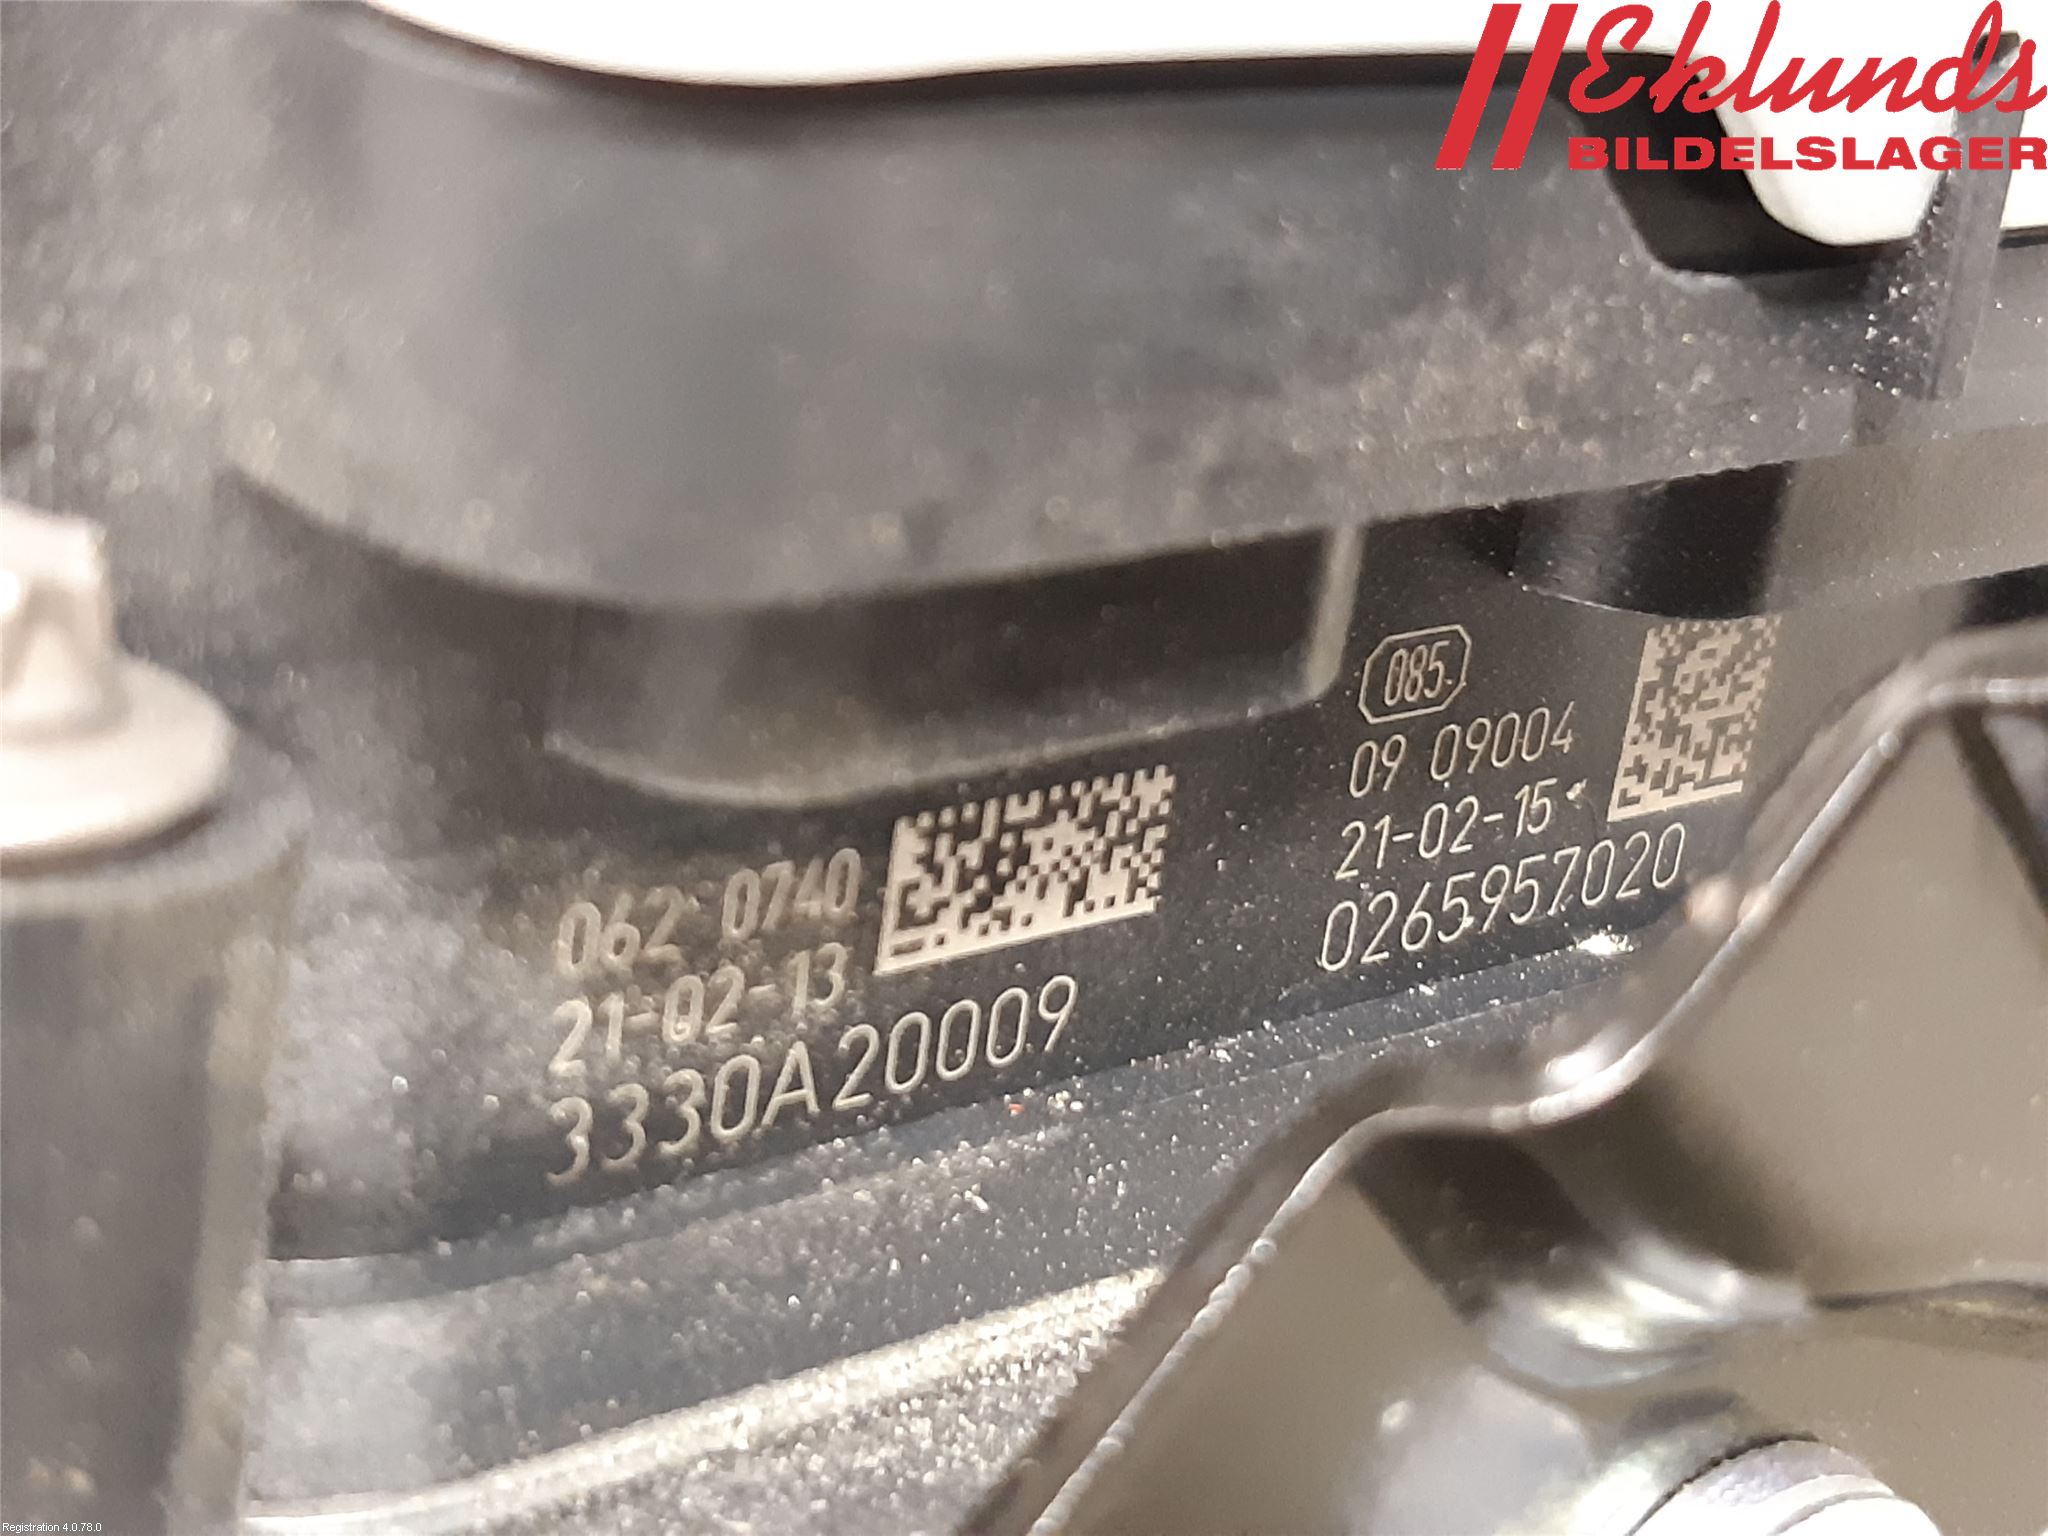 Eklunds
BILDELSLAGER
085
09 09004
21-02-15
0265957020
062 0740
21-02-13
3330A20009
Registration 4.0.78.0